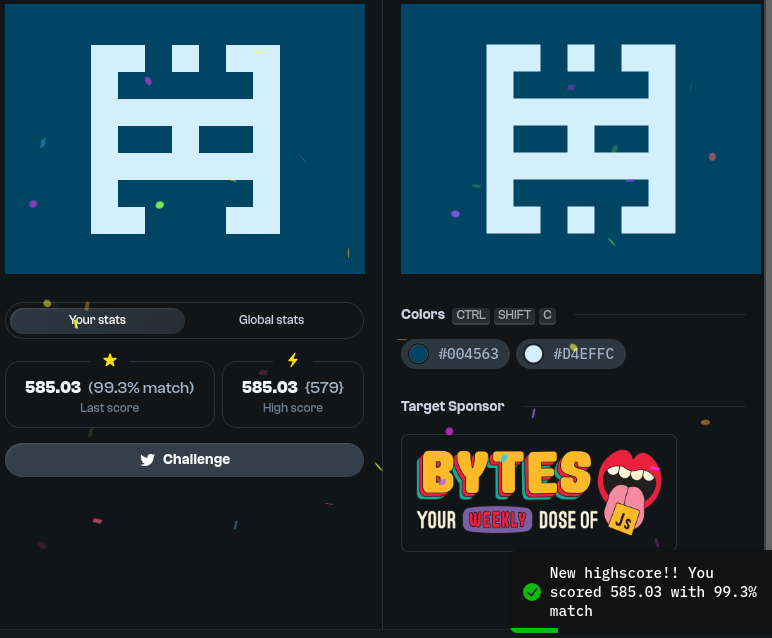 Your stats
Global stats
585.03 (99.3% match)
Last score
585.03 {579}
High score
Challenge
Colors CTRL SHIFT C
#004563 #D4EFFC
Target Sponsor
BYTES
YOUR WEEKLY DOSE OF Js
New highscore!! You
scored 585.03 with 99.3%
match